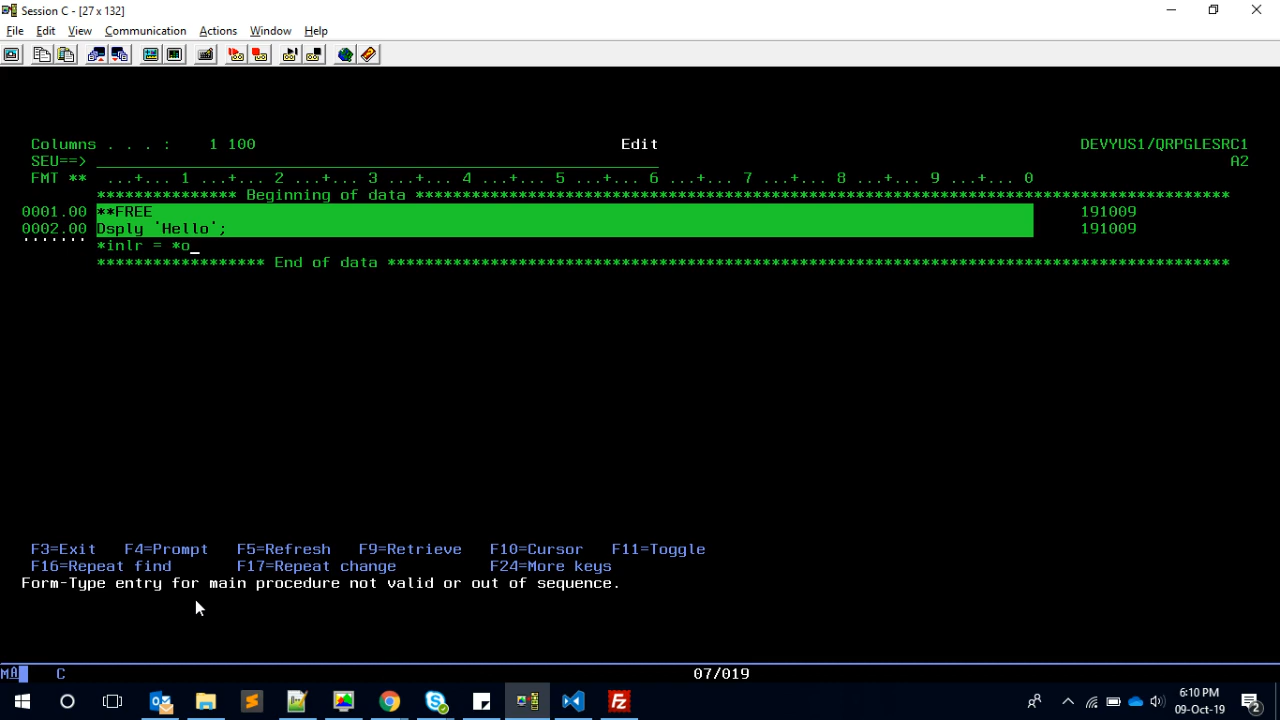 Session C - [27 x 132]
File Edit View Communication Actions Window Help
Columns . . . : 1 100 Edit DEVYUS1/QRPGLESRC1
SEU==> A2
FMT ** ...+... 1 ...+... 2 ...+... 3 ...+... 4 ...+... 5 ...+... 6 ...+... 7 ...+... 8 ...+... 9 ...+... 0
*************** Beginning of data ***************************************************************************************
0001.00 **FREE 191009
0002.00 Dsply 'Hello'; 191009
''''''' *inlr = *o_
****************** End of data ******************************************************************************************
F3=Exit F4=Prompt F5=Refresh F9=Retrieve F10=Cursor F11=Toggle
F16=Repeat find F17=Repeat change F24=More keys
Form-Type entry for main procedure not valid or out of sequence.
MA C 07/019
6:10 PM
09-Oct-19
2